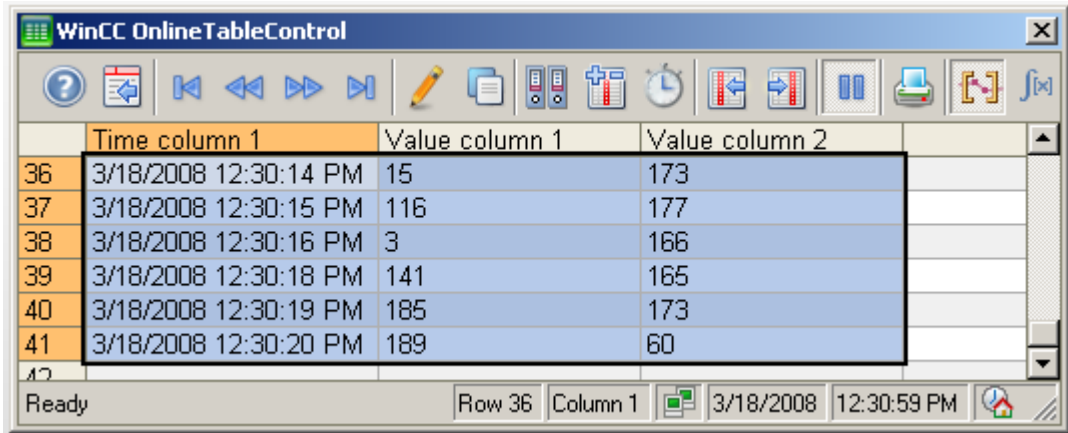 WinCC OnlineTableControl
Time column 1 Value column 1 Value column 2
36 3/18/2008 12:30:14 PM 15 173
37 3/18/2008 12:30:15 PM 116 177
38 3/18/2008 12:30:16 PM 3 166
39 3/18/2008 12:30:18 PM 141 165
40 3/18/2008 12:30:19 PM 185 173
41 3/18/2008 12:30:20 PM 189 60
42
Ready Row 36 Column 1 3/18/2008 12:30:59 PM